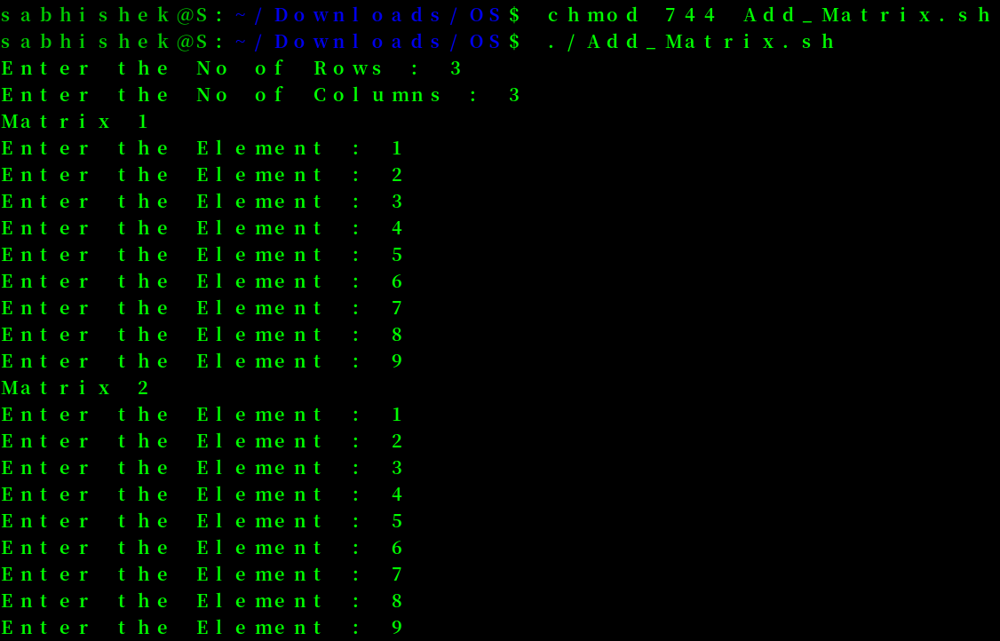 sabhishek@S:~/Downloads/OS$ chmod 744 Add_Matrix.sh
sabhishek@S:~/Downloads/OS$ ./Add_Matrix.sh
Enter the No of Rows : 3
Enter the No of Columns : 3
Matrix 1
Enter the Element : 1
Enter the Element : 2
Enter the Element : 3
Enter the Element : 4
Enter the Element : 5
Enter the Element : 6
Enter the Element : 7
Enter the Element : 8
Enter the Element : 9
Matrix 2
Enter the Element : 1
Enter the Element : 2
Enter the Element : 3
Enter the Element : 4
Enter the Element : 5
Enter the Element : 6
Enter the Element : 7
Enter the Element : 8
Enter the Element : 9